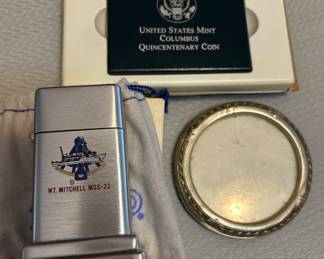 UNITED STATES MINT
COLUMBUS
QUINCENTENARY COIN
MT. MITCHELL MSS-22